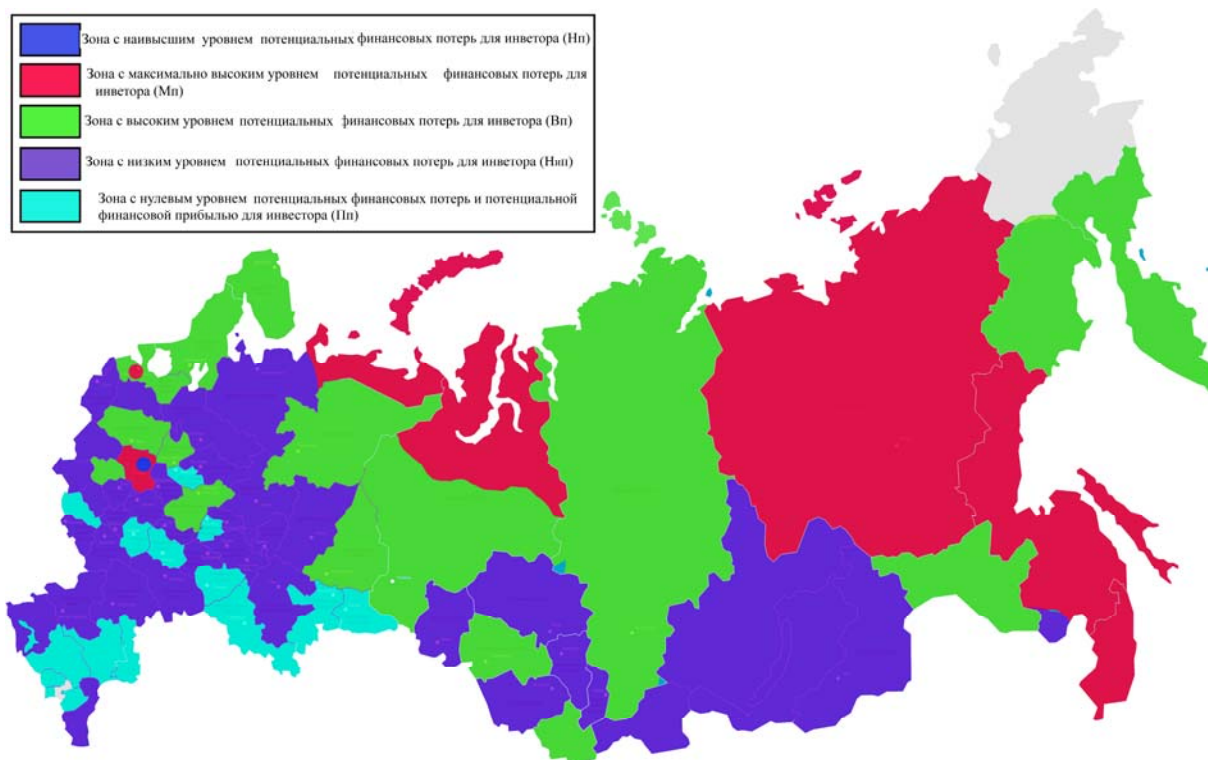 Зона с наивысшим уровнем потенциальных финансовых потерь для инветора (Нп)
Зона с максимально высоким уровнем потенциальных финансовых потерь для
инветора (Мп)
Зона с высоким уровнем потенциальных финансовых потерь для инветора (Вп)
Зона с низким уровнем потенциальных финансовых потерь для инветора (Низп)
Зона с нулевым уровнем потенциальных финансовых потерь и потенциальной
финансовой прибылью для инвестора (Пп)